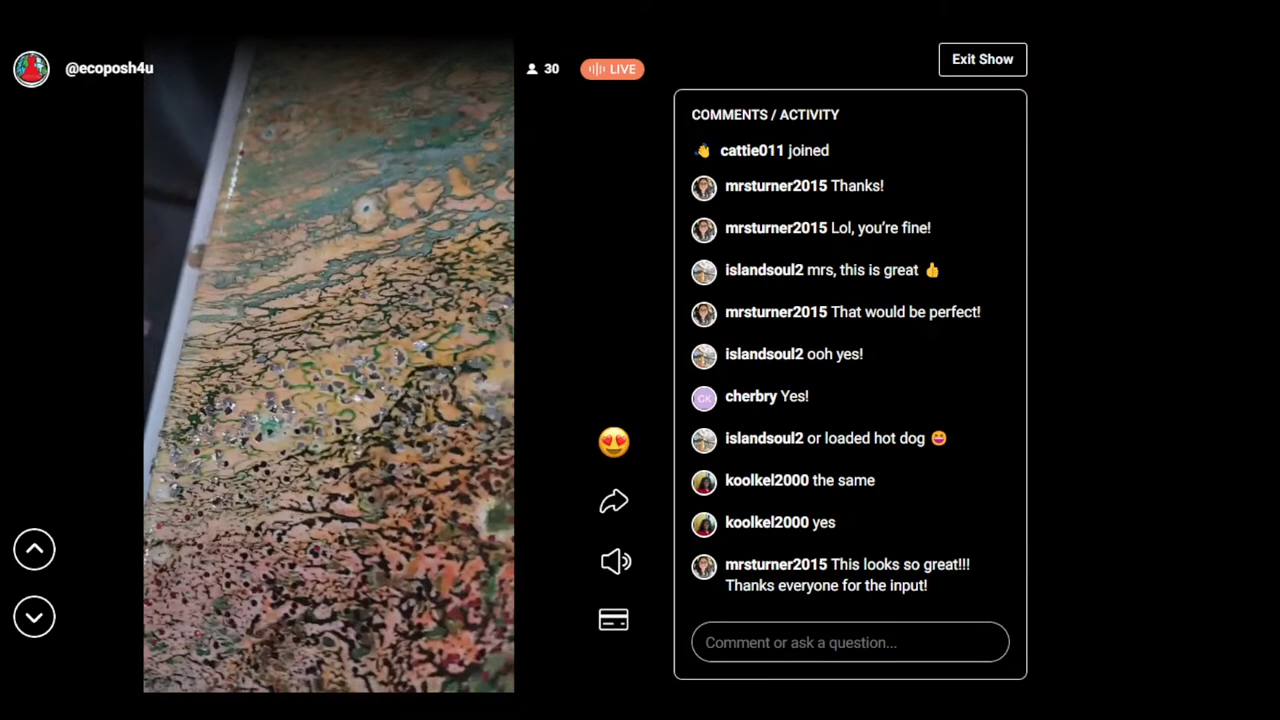 @ecoposh4u
30
LIVE
Exit Show
COMMENTS / ACTIVITY
👋 cattie011 joined
mrsturner2015 Thanks!
mrsturner2015 Lol, you're fine!
islandsoul2 mrs, this is great 👍
mrsturner2015 That would be perfect!
islandsoul2 ooh yes!
CK
cherbry Yes!
islandsoul2 or loaded hot dog 😆
koolkel2000 the same
koolkel2000 yes
mrsturner2015 This looks so great!!!
Thanks everyone for the input!
Comment or ask a question...